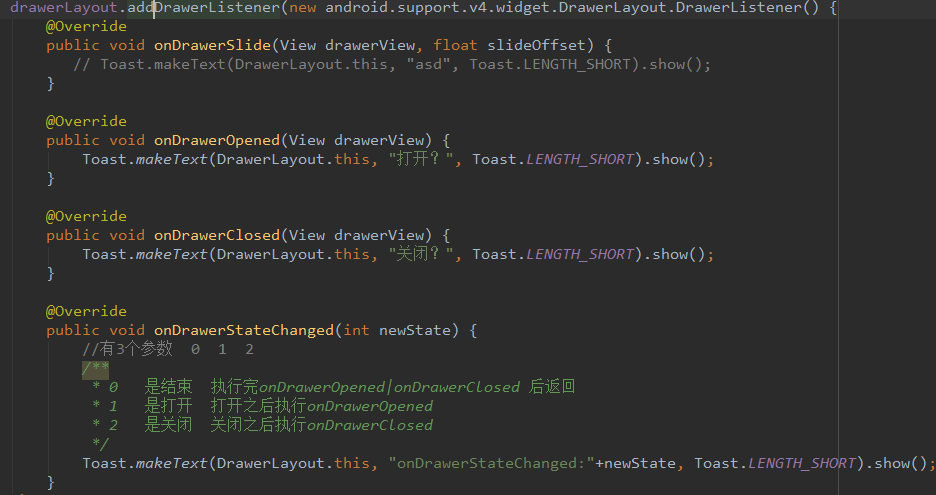 drawerLayout.addDrawerListener(new android.support.v4.widget.DrawerLayout.DrawerListener() {
@Override
public void onDrawerSlide(View drawerView, float slideOffset) {
// Toast.makeText(DrawerLayout.this, "asd", Toast.LENGTH_SHORT).show();
}
@Override
public void onDrawerOpened(View drawerView) {
Toast.makeText(DrawerLayout.this, "打开？", Toast.LENGTH_SHORT).show();
}
@Override
public void onDrawerClosed(View drawerView) {
Toast.makeText(DrawerLayout.this, "关闭？", Toast.LENGTH_SHORT).show();
}
@Override
public void onDrawerStateChanged(int newState) {
//有3个参数  0  1  2
/**
* 0   是结束  执行完onDrawerOpened|onDrawerClosed 后返回
* 1   是打开  打开之后执行onDrawerOpened
* 2   是关闭  关闭之后执行onDrawerClosed
*/
Toast.makeText(DrawerLayout.this, "onDrawerStateChanged:"+newState, Toast.LENGTH_SHORT).show();
}